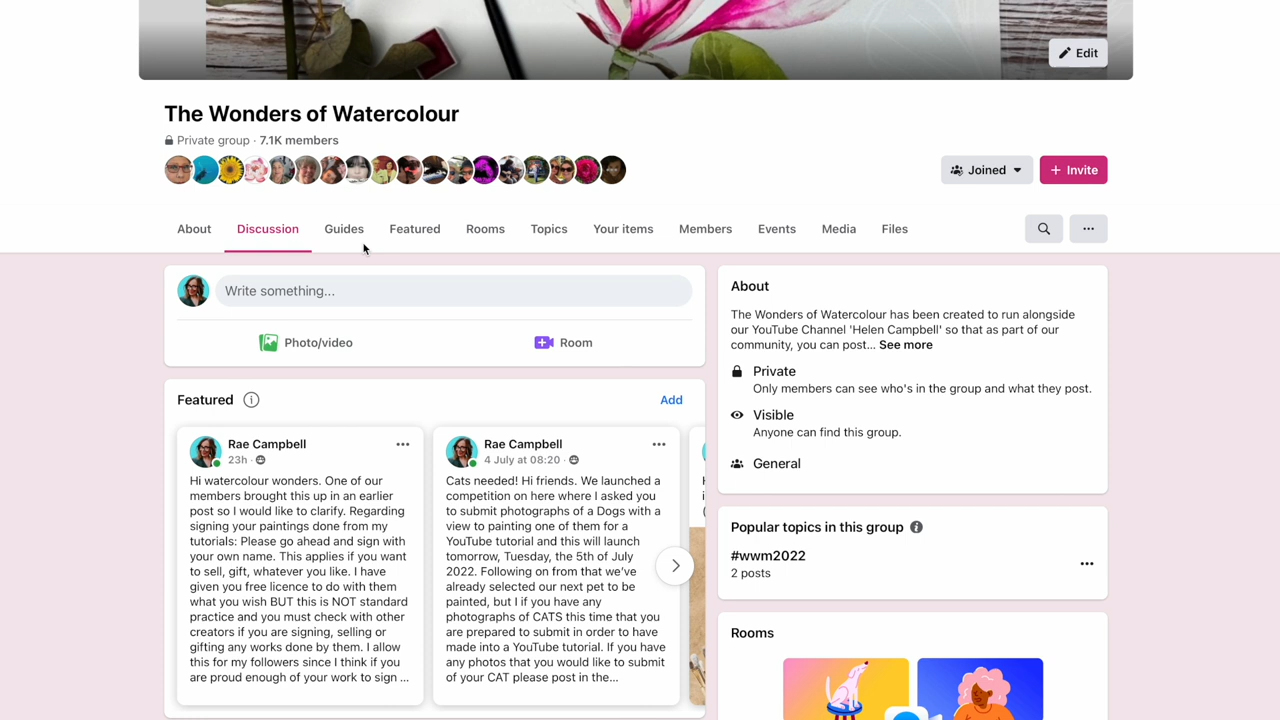 Edit
The Wonders of Watercolour
Private group · 7.1K members
Joined
+ Invite
About
Discussion
Guides
Featured
Rooms
Topics
Your items
Members
Events
Media
Files
Write something...
Photo/video
Room
Featured
Add
Rae Campbell
23h ·
Hi watercolour wonders. One of our
members brought this up in an earlier
post so I would like to clarify. Regarding
signing your paintings done from my
tutorials: Please go ahead and sign with
your own name. This applies if you want
to sell, gift, whatever you like. I have
given you free licence to do with them
what you wish BUT this is NOT standard
practice and you must check with other
creators if you are signing, selling or
gifting any works done by them. I allow
this for my followers since I think if you
are proud enough of your work to sign ...
Rae Campbell
4 July at 08:20 ·
Cats needed! Hi friends. We launched a
competition on here where I asked you
to submit photographs of a Dogs with a
view to painting one of them for a
YouTube tutorial and this will launch
tomorrow, Tuesday, the 5th of July
2022. Following on from that we've
already selected our next pet to be
painted, but I if you have any
photographs of CATS this time that you
are prepared to submit in order to have
made into a YouTube tutorial. If you have
any photos that you would like to submit
of your CAT please post in the...
About
The Wonders of Watercolour has been created to run alongside
our YouTube Channel 'Helen Campbell' so that as part of our
community, you can post... See more
Private
Only members can see who's in the group and what they post.
Visible
Anyone can find this group.
General
Popular topics in this group
#wwm2022
2 posts
Rooms